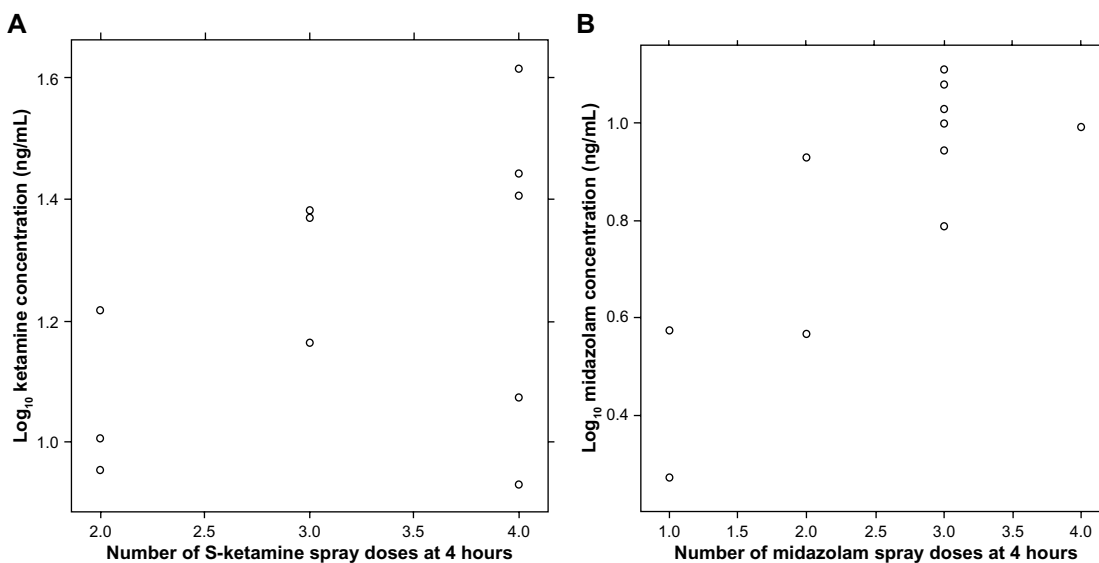 A
Log₁₀ ketamine concentration (ng/mL)
1.6
1.4
1.2
1.0
2.0 2.5 3.0 3.5 4.0
Number of S-ketamine spray doses at 4 hours
B
Log₁₀ midazolam concentration (ng/mL)
1.0
0.8
0.6
0.4
1.0 1.5 2.0 2.5 3.0 3.5 4.0
Number of midazolam spray doses at 4 hours